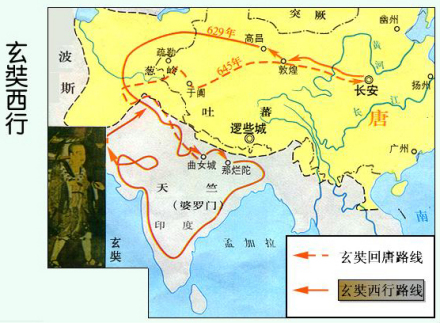 玄奘西行
突厥
幽州
629年
高昌
黄河
波斯
疏勒
葱岭
645年
敦煌
于阗
长安
扬州
吐蕃
长江
唐
逻些城
广州
曲女城
那烂陀
天竺
(婆罗门)
印度
南
孟加拉
玄奘
玄奘回唐路线
玄奘西行路线